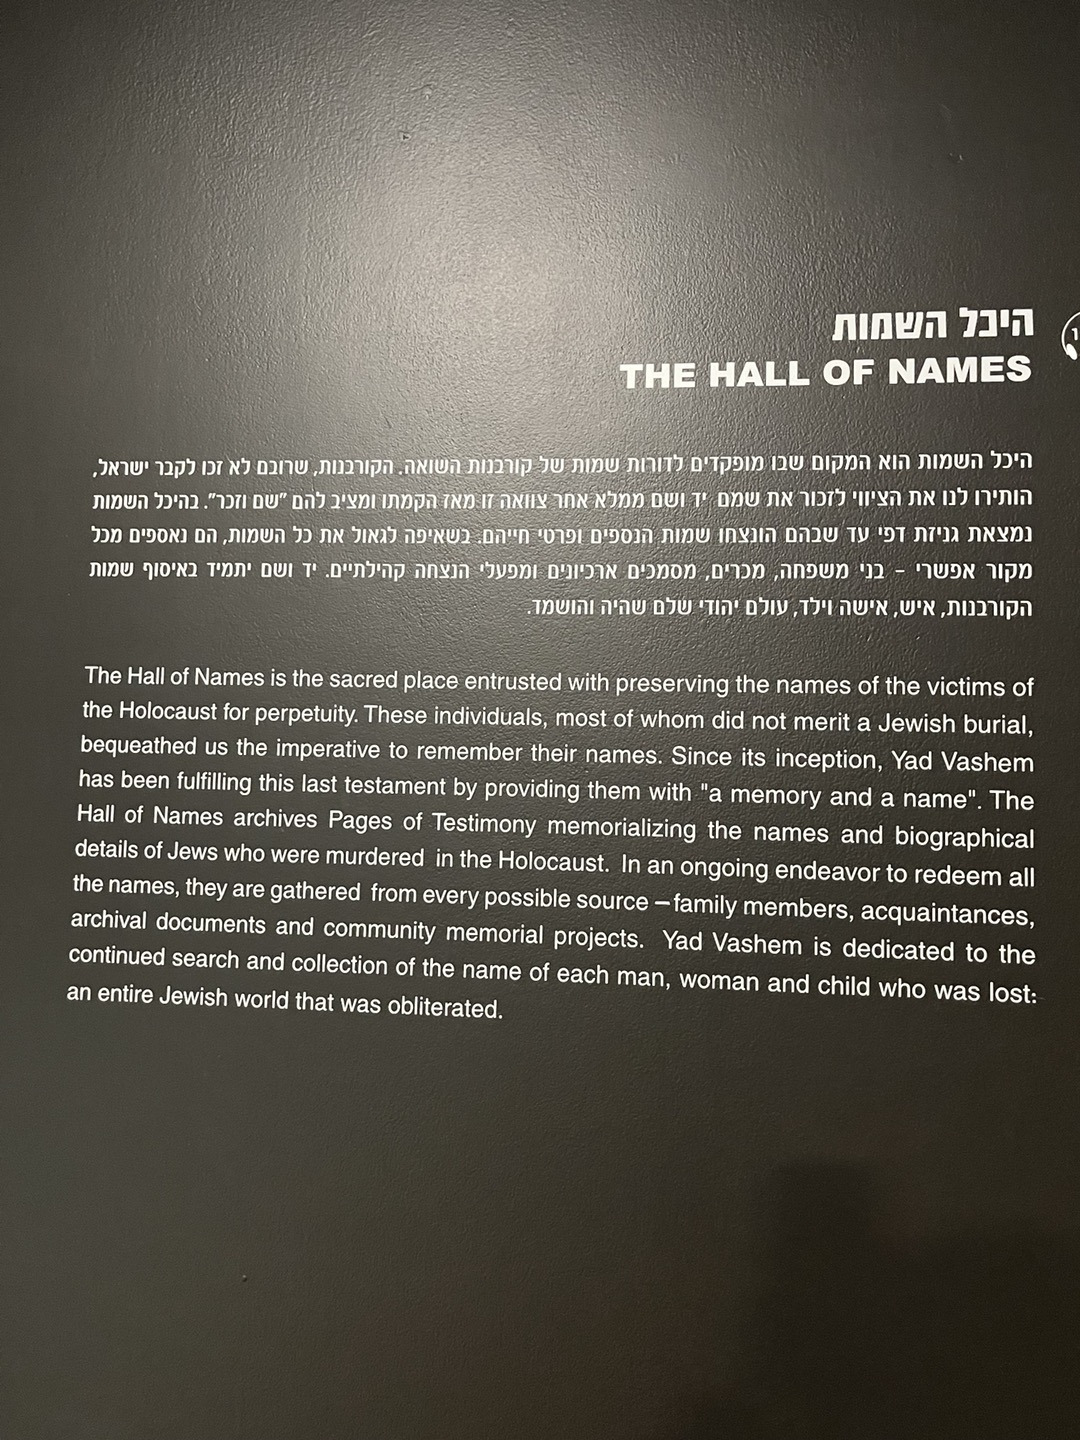 היכל השמות
THE HALL OF NAMES
היכל השמות הוא המקום שבו מופקדים לדורות שמות של קורבנות השואה. הקורבנות, שרובם לא זכו לקבר ישראל,
הותירו לנו את הציווי לזכור את שמם יד ושם ממלא אחר צוואה זו מאז הקמתו ומציב להם "שם וזכר". בהיכל השמות
נמצאת גניזת דפי עד שבהם הונצחו שמות הנספים ופרטי חייהם. בשאיפה לגאול את כל השמות, הם נאספים מכל
מקור אפשרי - בני משפחה, מכרים, מסמכים ארכיונים ומפעלי הנצחה קהילתיים. יד ושם יתמיד באיסוף שמות
הקורבנות, איש, אישה וילד, עולם יהודי שלם שהיה והושמד.
The Hall of Names is the sacred place entrusted with preserving the names of the victims of
the Holocaust for perpetuity. These individuals, most of whom did not merit a Jewish burial,
bequeathed us the imperative to remember their names. Since its inception, Yad Vashem
has been fulfilling this last testament by providing them with "a memory and a name". The
Hall of Names archives Pages of Testimony memorializing the names and biographical
details of Jews who were murdered in the Holocaust. In an ongoing endeavor to redeem all
the names, they are gathered from every possible source – family members, acquaintances,
archival documents and community memorial projects. Yad Vashem is dedicated to the
continued search and collection of the name of each man, woman and child who was lost:
an entire Jewish world that was obliterated.